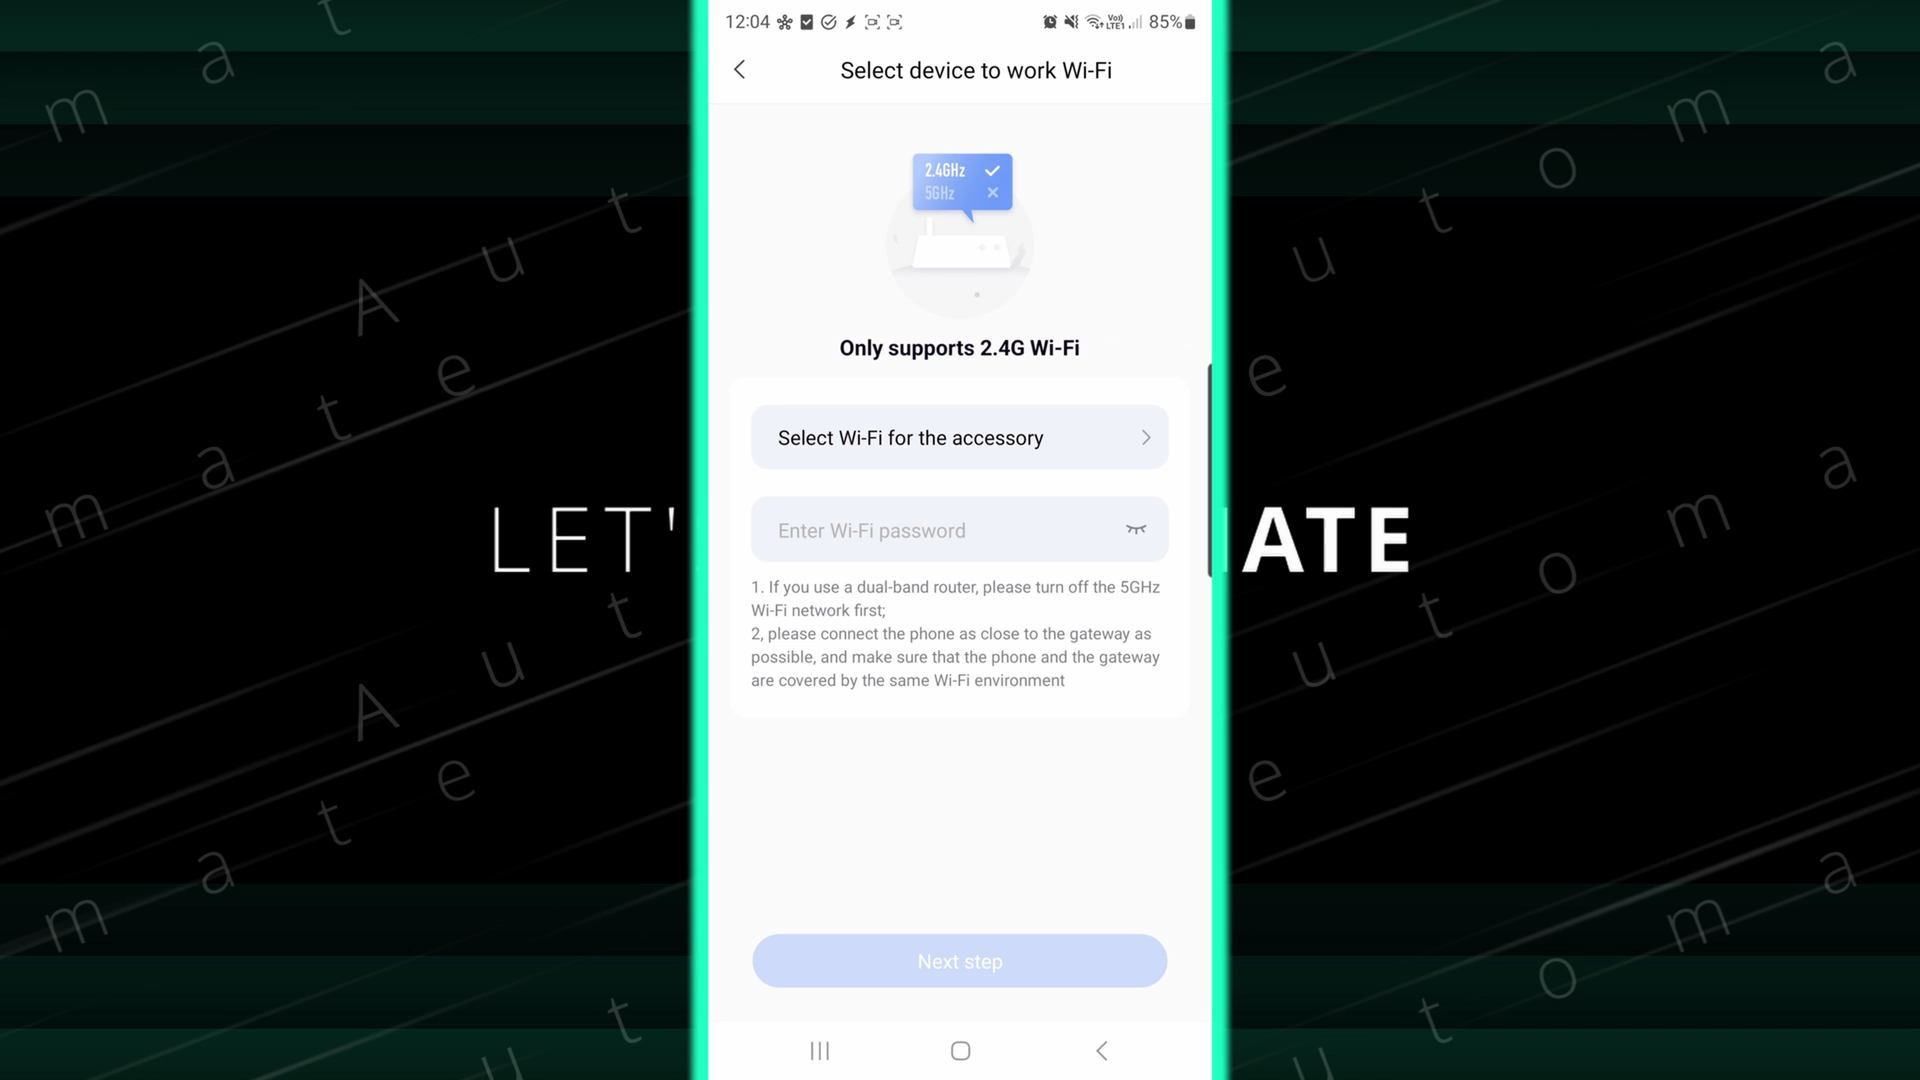 12:04
Vo)) LTE1
85%
Select device to work Wi-Fi
2.4GHz
5GHz
Only supports 2.4G Wi-Fi
LET'
ATE
Select Wi-Fi for the accessory
Enter Wi-Fi password
1. If you use a dual-band router, please turn off the 5GHz
Wi-Fi network first;
2, please connect the phone as close to the gateway as
possible, and make sure that the phone and the gateway
are covered by the same Wi-Fi environment
Next step